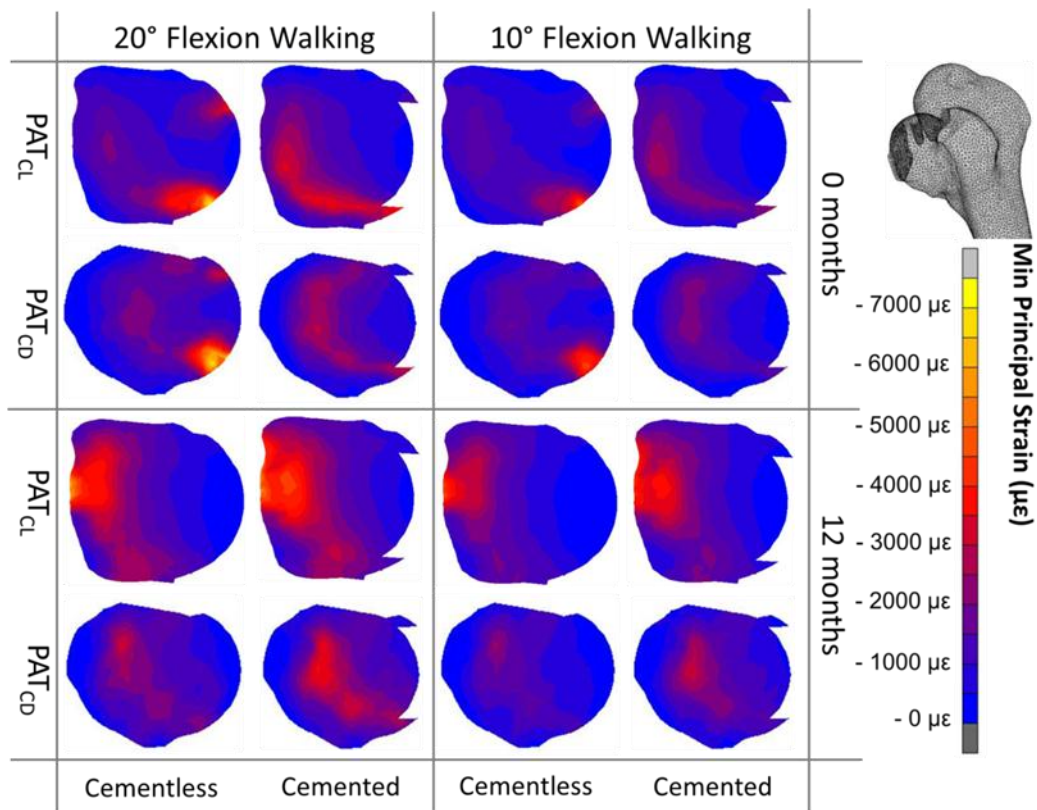 20° Flexion Walking
10° Flexion Walking
PATCL
PATCD
0 months
PATCL
PATCD
12 months
Cementless
Cemented
Cementless
Cemented
- 7000 µε
- 6000 µε
- 5000 µε
- 4000 µε
- 3000 µε
- 2000 µε
- 1000 µε
- 0 µε
Min Principal Strain (µε)